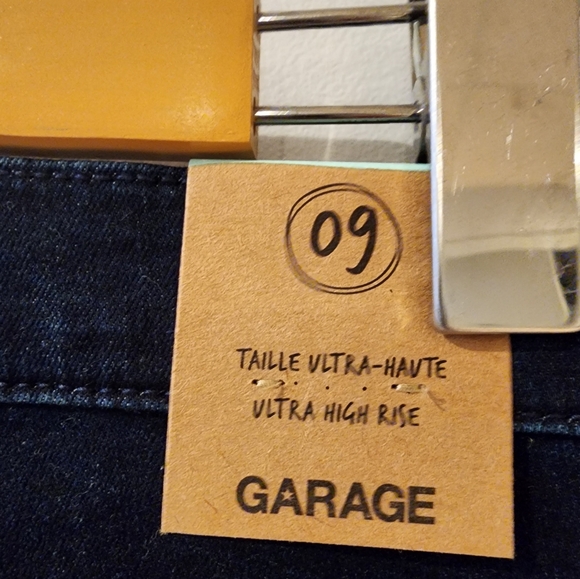 09
TAILLE ULTRA-HAUTE
ULTRA HIGH RISE
GARAGE